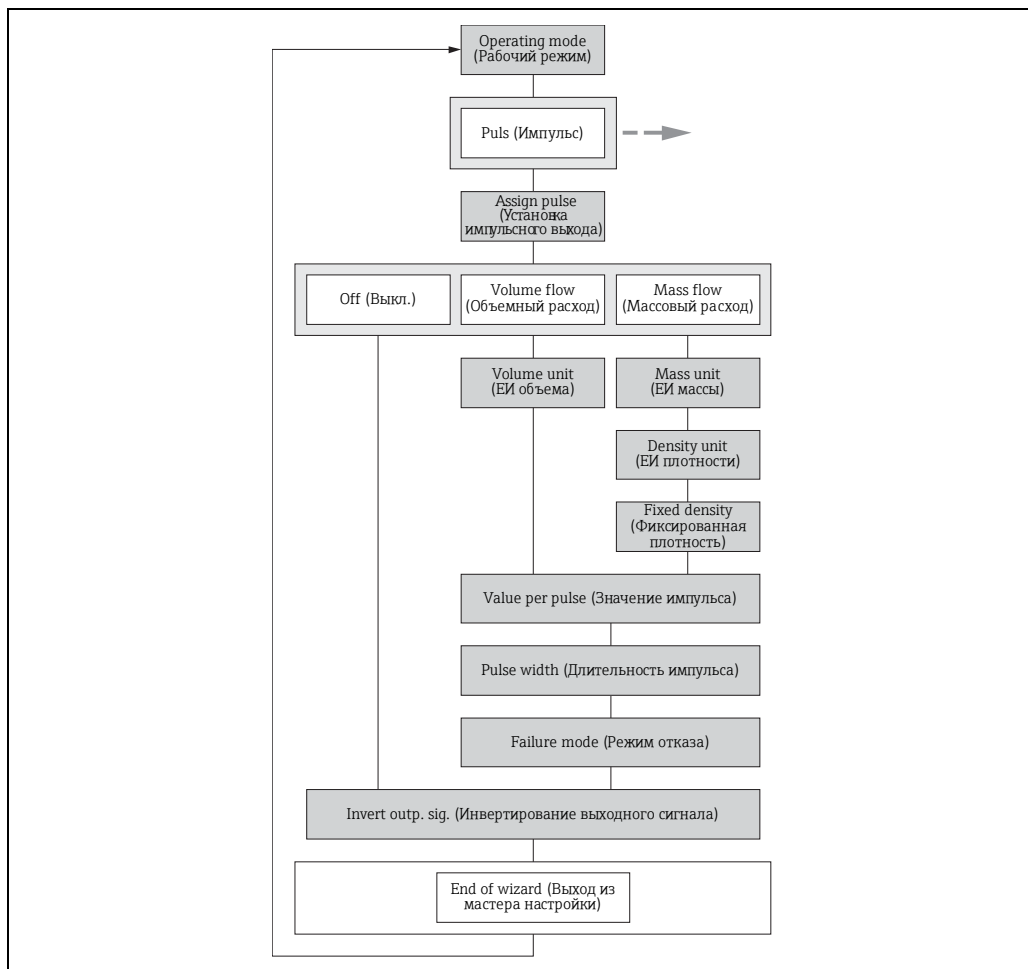 Operating mode
(Рабочий режим)
Puls (Импульс)
Assign pulse
(Установка
импульсного выхода)
Off (Выкл.)
Volume flow
(Объемный расход)
Mass flow
(Массовый расход)
Volume unit
(ЕИ объема)
Mass unit
(ЕИ массы)
Density unit
(ЕИ плотности)
Fixed density
(Фиксированная
плотность)
Value per pulse (Значение импульса)
Pulse width (Длительность импульса)
Failure mode (Режим отказа)
Invert outp. sig. (Инвертирование выходного сигнала)
End of wizard (Выход из
мастера настройки)